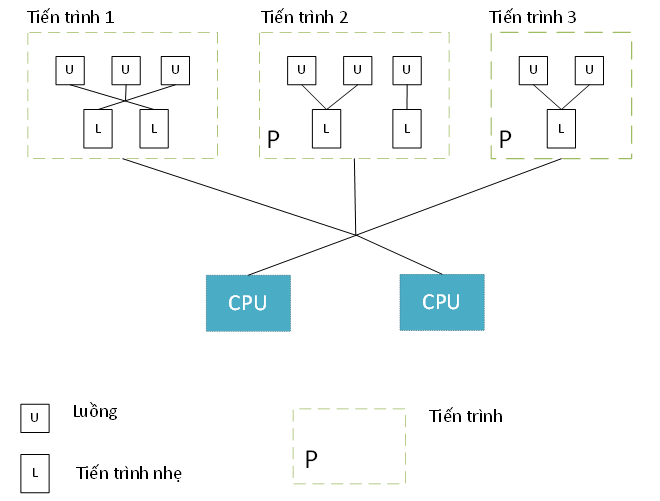 Tiến trình 1
Tiến trình 2
Tiến trình 3
U U U
U U U
U U
L L
P L L
P L
CPU
CPU
U Luồng
P Tiến trình
L Tiến trình nhẹ